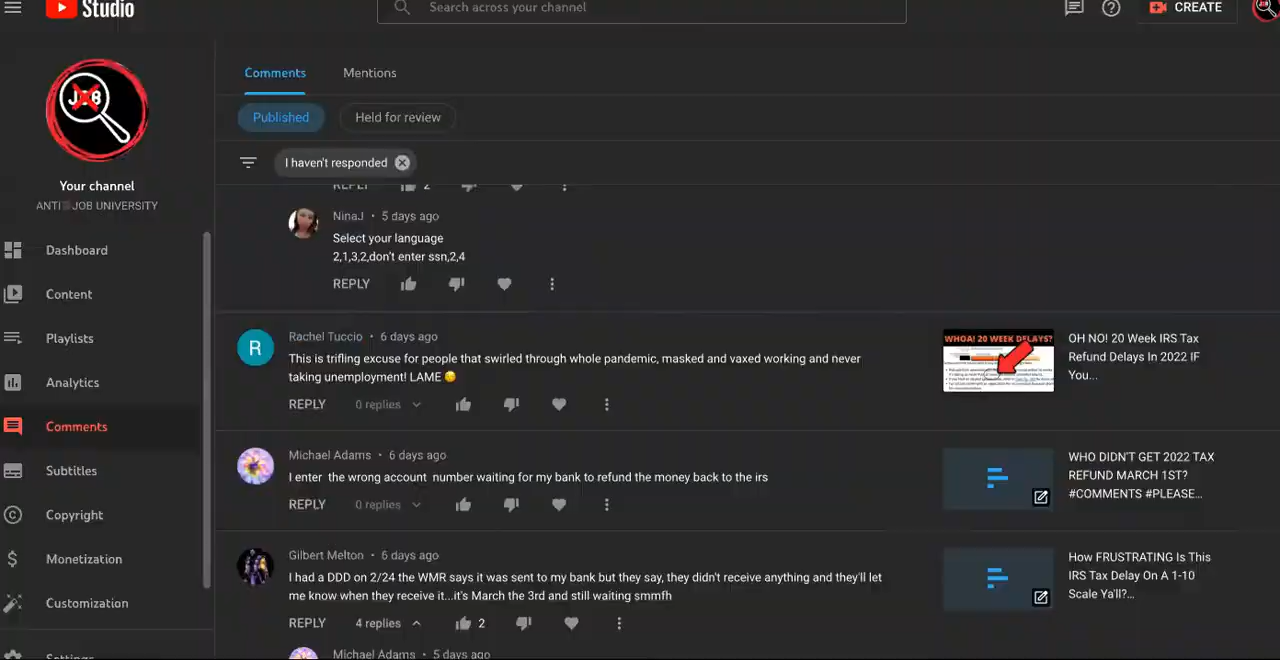 Studio
Search across your channel
CREATE
JOB
Your channel
ANTI JOB UNIVERSITY
Dashboard
Content
Playlists
Analytics
Comments
Subtitles
Copyright
Monetization
Customization
Settings
Comments
Mentions
Published
Held for review
I haven't responded
REPLY
2
NinaJ • 5 days ago
Select your language
2,1,3,2,don't enter ssn,2,4
REPLY
R
Rachel Tuccio • 6 days ago
This is trifling excuse for people that swirled through whole pandemic, masked and vaxed working and never
taking unemployment! LAME
REPLY
0 replies
WHOA! 20 WEEK DELAYS?
OH NO! 20 Week IRS Tax
Refund Delays In 2022 IF
You...
Michael Adams • 6 days ago
I enter the wrong account number waiting for my bank to refund the money back to the irs
REPLY
0 replies
WHO DIDN'T GET 2022 TAX
REFUND MARCH 1ST?
#COMMENTS #PLEASE...
Gilbert Melton • 6 days ago
I had a DDD on 2/24 the WMR says it was sent to my bank but they say, they didn't receive anything and they'll let
me know when they receive it...it's March the 3rd and still waiting smmfh
REPLY
4 replies
2
How FRUSTRATING Is This
IRS Tax Delay On A 1-10
Scale Ya'll?...
Michael Adams • 5 days ago